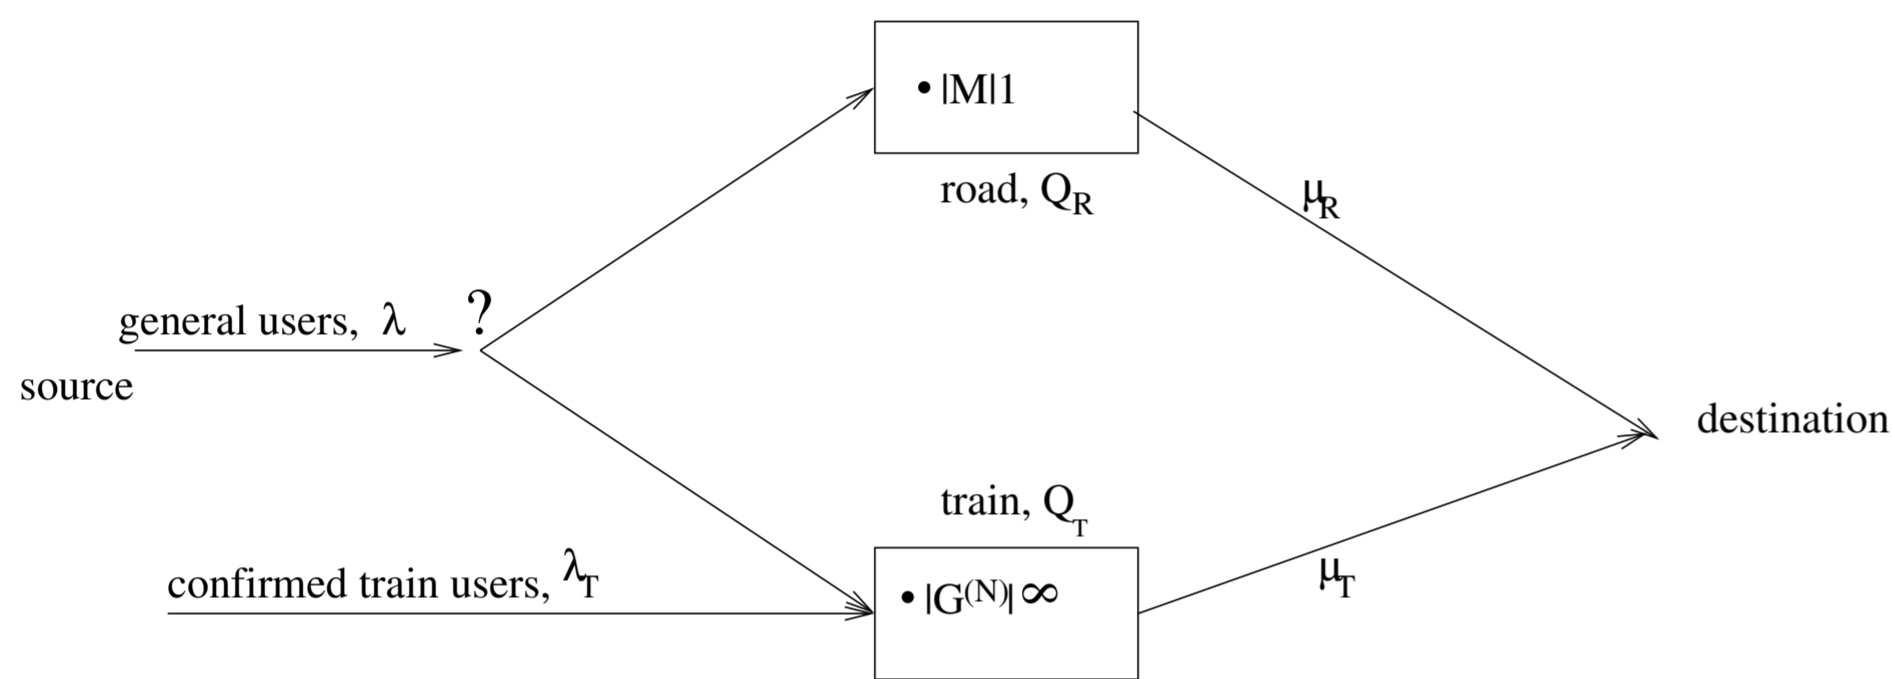 • |M|1
road, Q_R
μ_R
general users, λ
?
source
destination
train, Q_T
confirmed train users, λ_T
• |G^(N)| ∞
μ_T